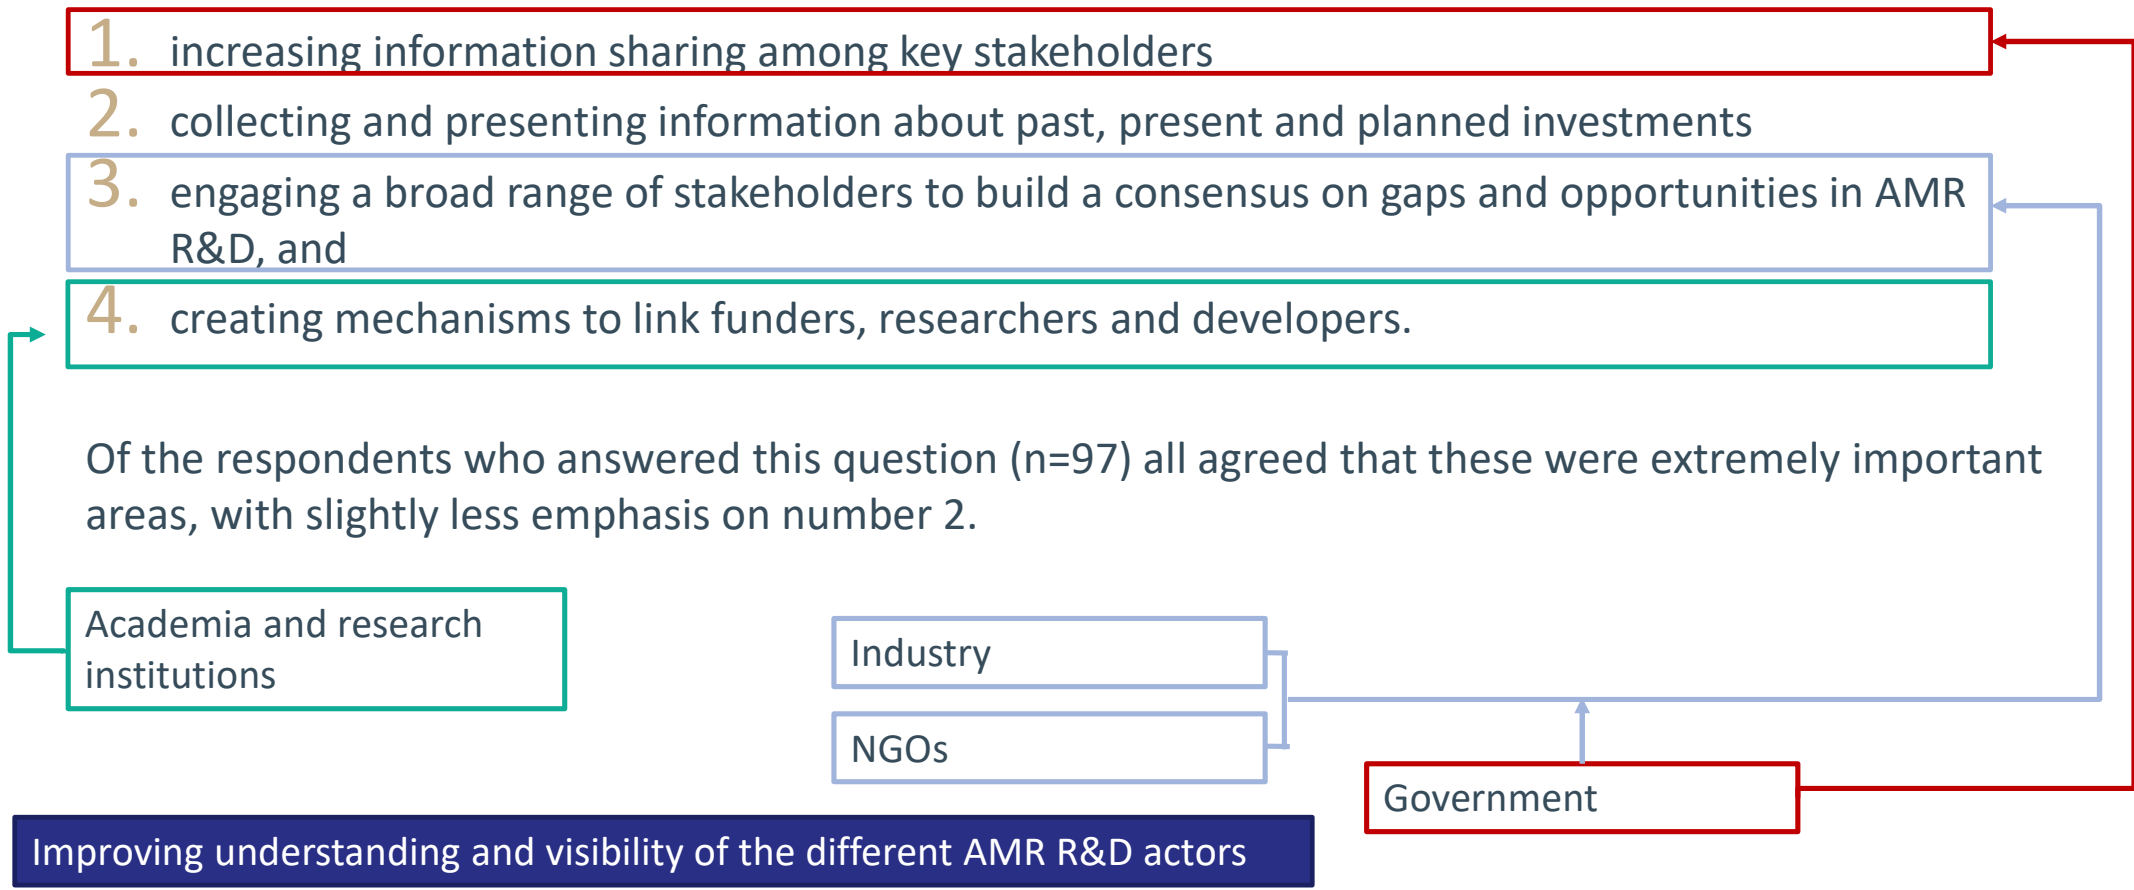 1. increasing information sharing among key stakeholders
2. collecting and presenting information about past, present and planned investments
3. engaging a broad range of stakeholders to build a consensus on gaps and opportunities in AMR
R&D, and
4. creating mechanisms to link funders, researchers and developers.
Of the respondents who answered this question (n=97) all agreed that these were extremely important
areas, with slightly less emphasis on number 2.
Academia and research
institutions
Industry
NGOs
Government
Improving understanding and visibility of the different AMR R&D actors